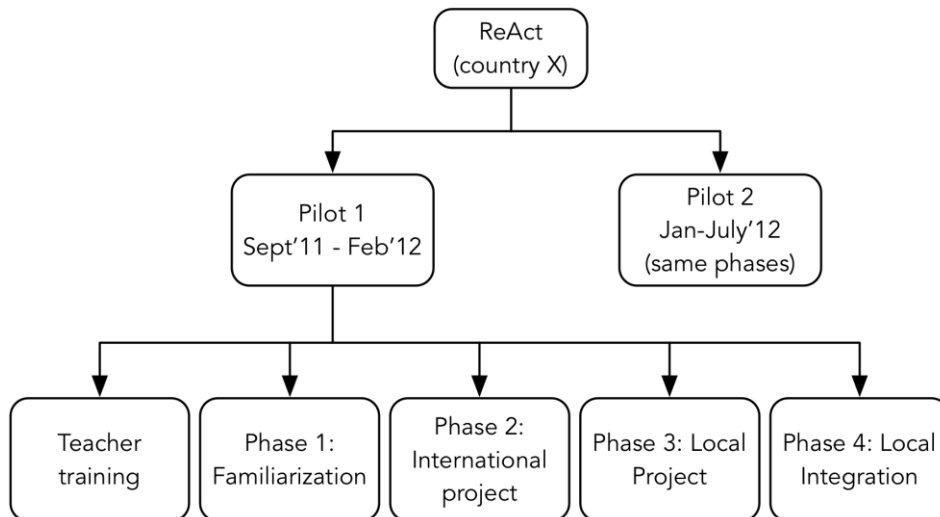 ReAct
(country X)
Pilot 1
Sept’11 - Feb’12
Pilot 2
Jan-July’12
(same phases)
Teacher
training
Phase 1:
Familiarization
Phase 2:
International
project
Phase 3: Local
Project
Phase 4: Local
Integration